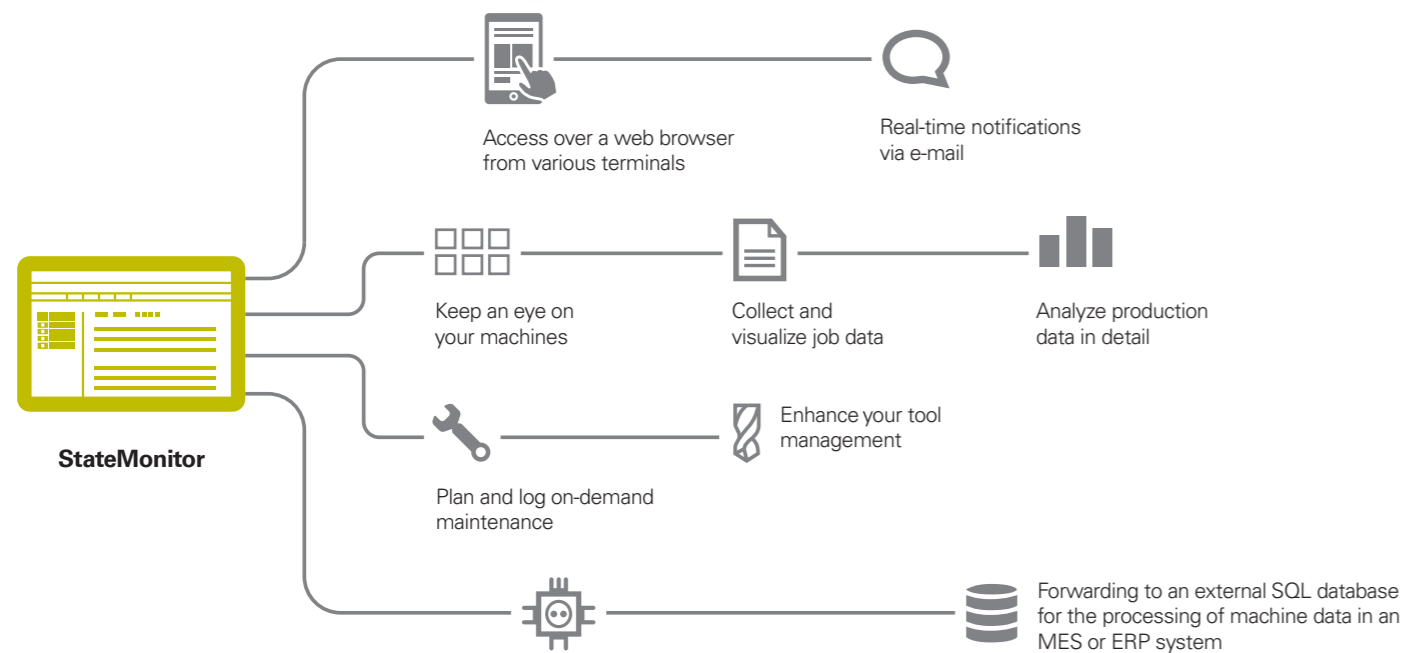 Access over a web browser
from various terminals
Real-time notifications
via e-mail
Keep an eye on
your machines
Collect and
visualize job data
Analyze production
data in detail
StateMonitor
Enhance your tool
management
Plan and log on-demand
maintenance
Forwarding to an external SQL database
for the processing of machine data in an
MES or ERP system